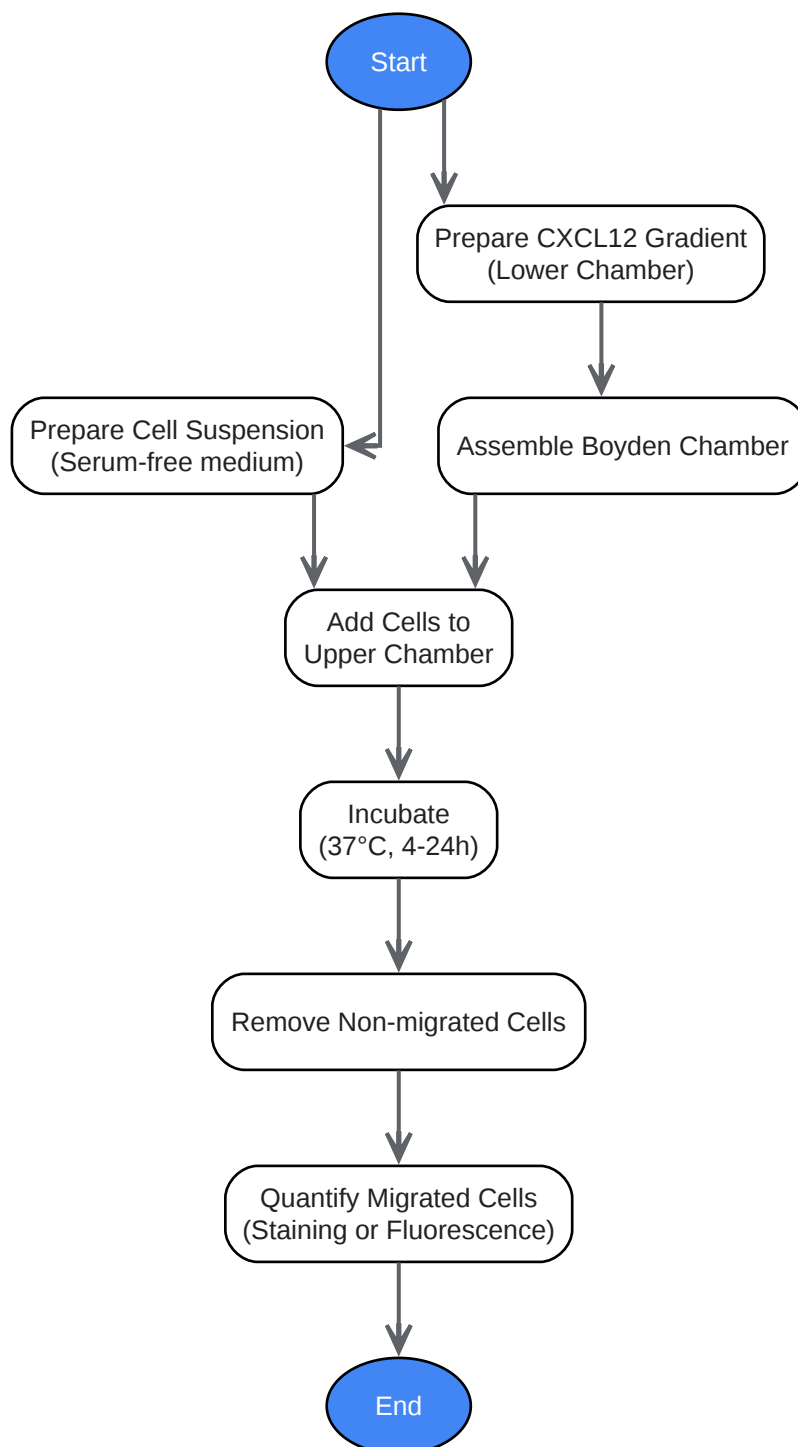 Start
Prepare CXCL12 Gradient
(Lower Chamber)
Prepare Cell Suspension
(Serum-free medium)
Assemble Boyden Chamber
Add Cells to
Upper Chamber
Incubate
(37°C, 4-24h)
Remove Non-migrated Cells
Quantify Migrated Cells
(Staining or Fluorescence)
End